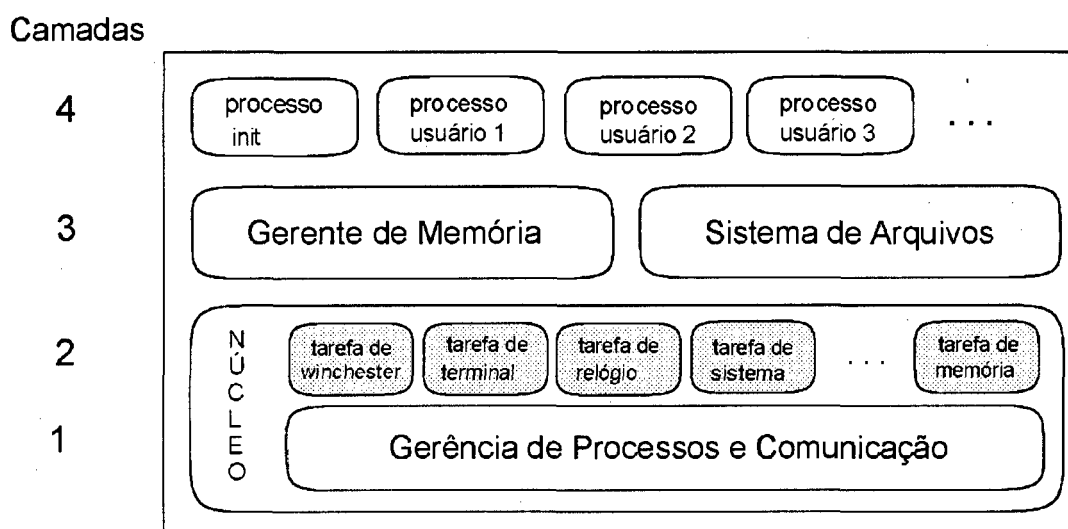 Camadas
4
processo
init
processo
usuário 1
processo
usuário 2
processo
usuário 3
. . .
3
Gerente de Memória
Sistema de Arquivos
NÚCLEO
2
tarefa de
winchester
tarefa de
terminal
tarefa de
relógio
tarefa de
sistema
. . .
tarefa de
memória
1
Gerência de Processos e Comunicação